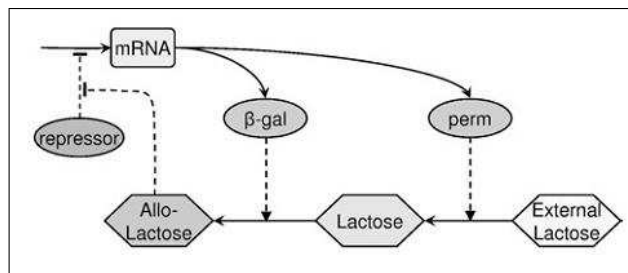 mRNA
repressor
β-gal
perm
Allo-
Lactose
Lactose
External
Lactose